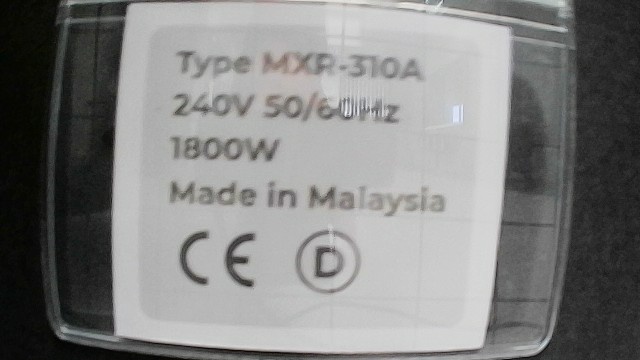 Type MXR-310A
240V 50/60Hz
1800W
Made in Malaysia
CE D